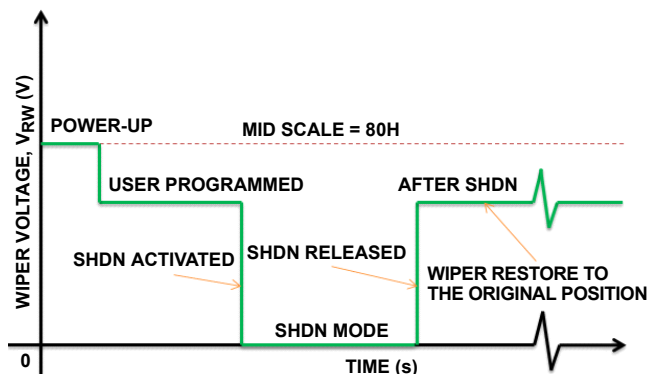 WIPER VOLTAGE, VRW (V)
POWER-UP
MID SCALE = 80H
USER PROGRAMMED
AFTER SHDN
SHDN ACTIVATED
SHDN RELEASED
WIPER RESTORE TO
THE ORIGINAL POSITION
SHDN MODE
0
TIME (s)